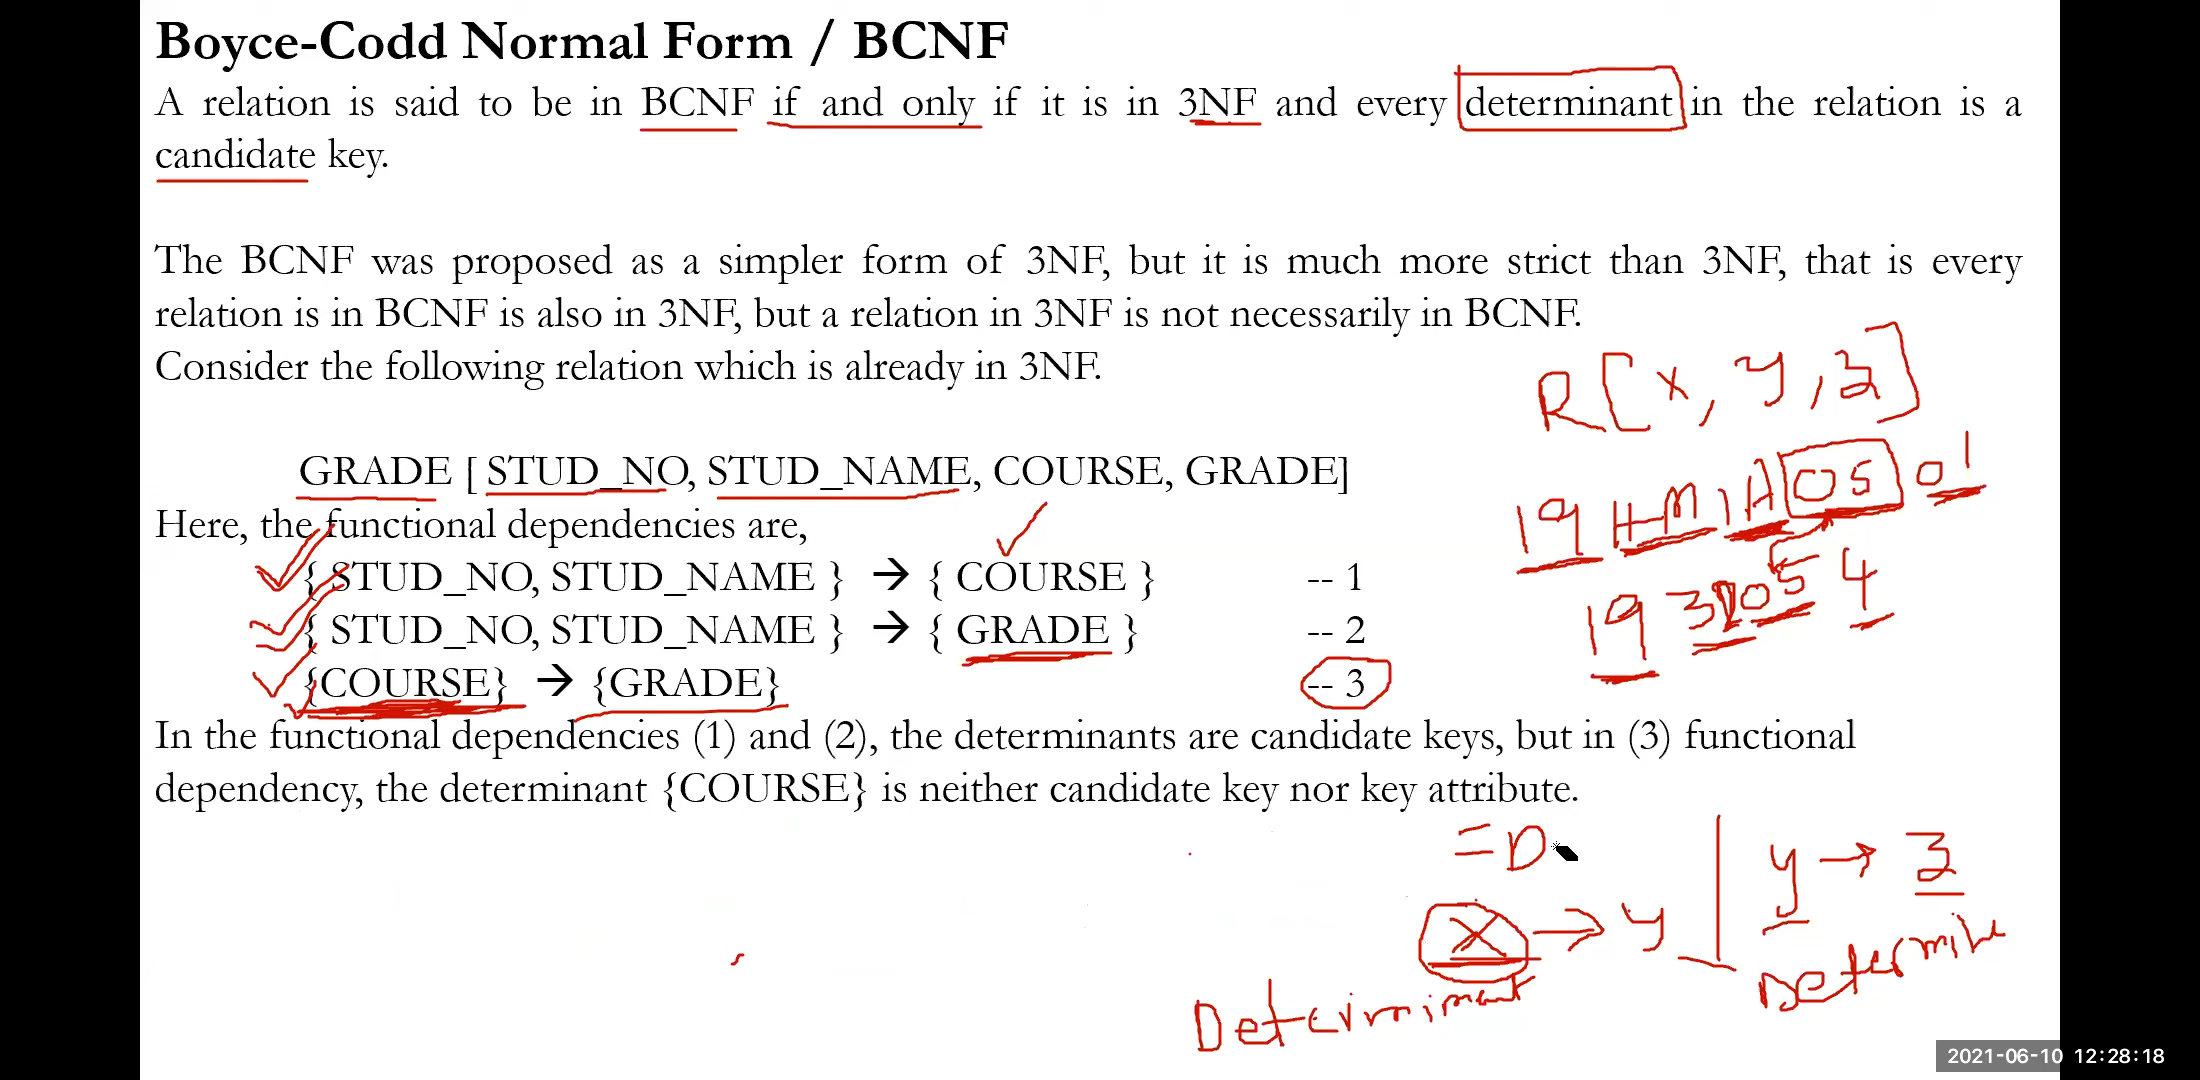 Boyce-Codd Normal Form / BCNF
A relation is said to be in BCNF if and only if it is in 3NF and every determinant in the relation is a
candidate key.
The BCNF was proposed as a simpler form of 3NF, but it is much more strict than 3NF, that is every
relation is in BCNF is also in 3NF, but a relation in 3NF is not necessarily in BCNF.
Consider the following relation which is already in 3NF.
R[x, y, z]
GRADE [ STUD_NO, STUD_NAME, COURSE, GRADE]
19 HM1A05 01
Here, the functional dependencies are,
{ STUD_NO, STUD_NAME } → { COURSE } -- 1
{ STUD_NO, STUD_NAME } → { GRADE } -- 2
{COURSE} → {GRADE} -- 3
In the functional dependencies (1) and (2), the determinants are candidate keys, but in (3) functional
dependency, the determinant {COURSE} is neither candidate key nor key attribute.
= D
x → y
y → z
2021-06-10 12:28:18